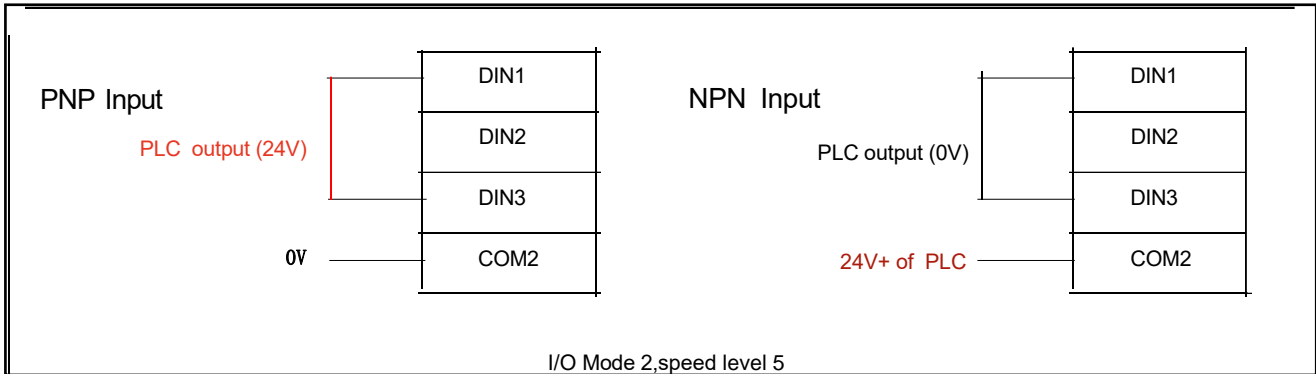 PNP Input
PLC output (24V)
0V
DIN1
DIN2
DIN3
COM2
NPN Input
PLC output (0V)
24V+ of PLC
DIN1
DIN2
DIN3
COM2
I/O Mode 2,speed level 5